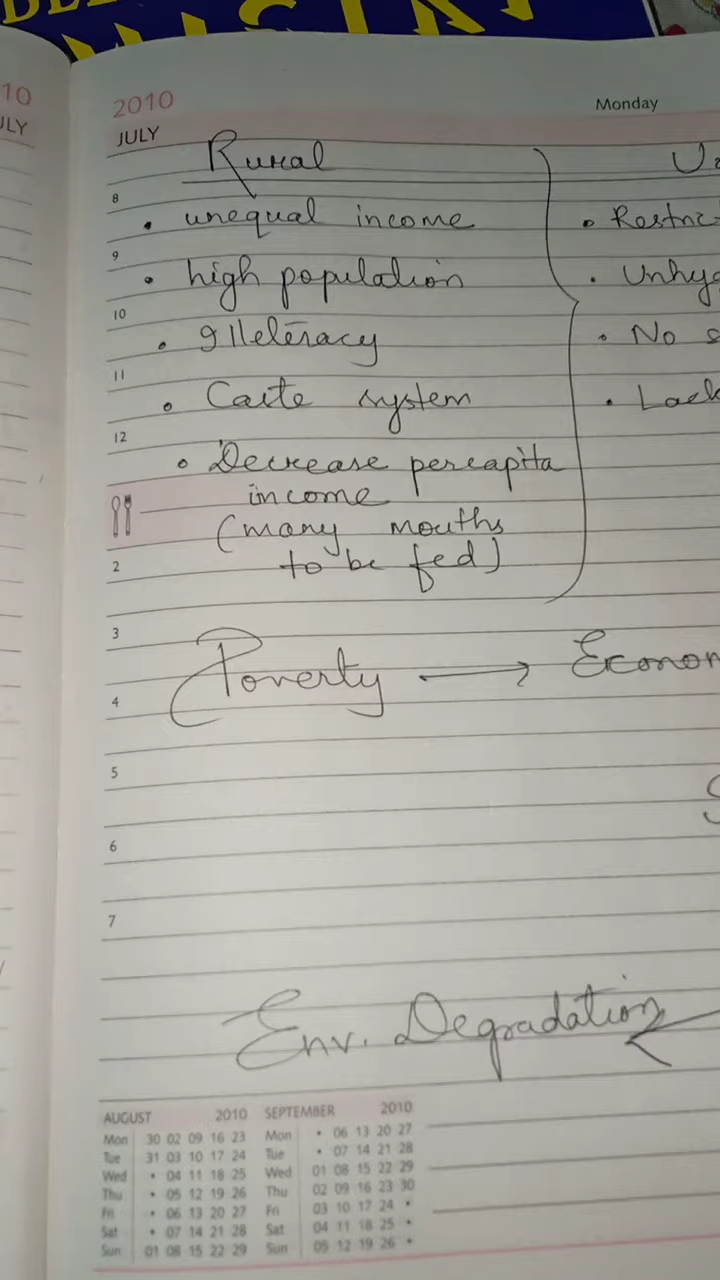 10
JULY
2010
JULY
Monday
Rural
8
• unequal income
• Restric
9
• high population
• Unhyg
10
• Illeteracy
• No s
11
• Caste system
• Lack
12
• Decrease percapita
income
(many mouths
to be fed)
2
3
Poverty → Econom
4
5
6
7
Env. Degradation
AUGUST 2010 SEPTEMBER 2010
Mon 30 02 09 16 23 Mon • 06 13 20 27
Tue 31 03 10 17 24 Tue • 07 14 21 28
Wed • 04 11 18 25 Wed 01 08 15 22 29
Thu • 05 12 19 26 Thu 02 09 16 23 30
Fri • 06 13 20 27 Fri 03 10 17 24 •
Sat • 07 14 21 28 Sat 04 11 18 25 •
Sun 01 08 15 22 29 Sun 05 12 19 26 •